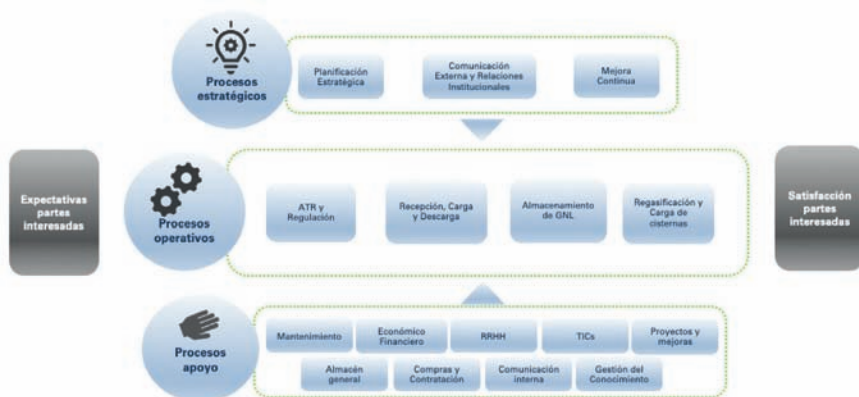 Procesos
estratégicos
Planificación
Estratégica
Comunicación
Externa y Relaciones
Institucionales
Mejora
Contínua
Expectativas
partes
interesadas
Procesos
operativos
ATR y
Regulación
Recepción, Carga
y Descarga
Almacenamiento
de GNL
Regasificación y
Carga de
cisternas
Satisfacción
partes
interesadas
Procesos
apoyo
Mantenimiento
Económico
Financiero
RRHH
TICs
Proyectos y
mejoras
Almacén
general
Compras y
Contratación
Comunicación
interna
Gestión del
Conocimiento